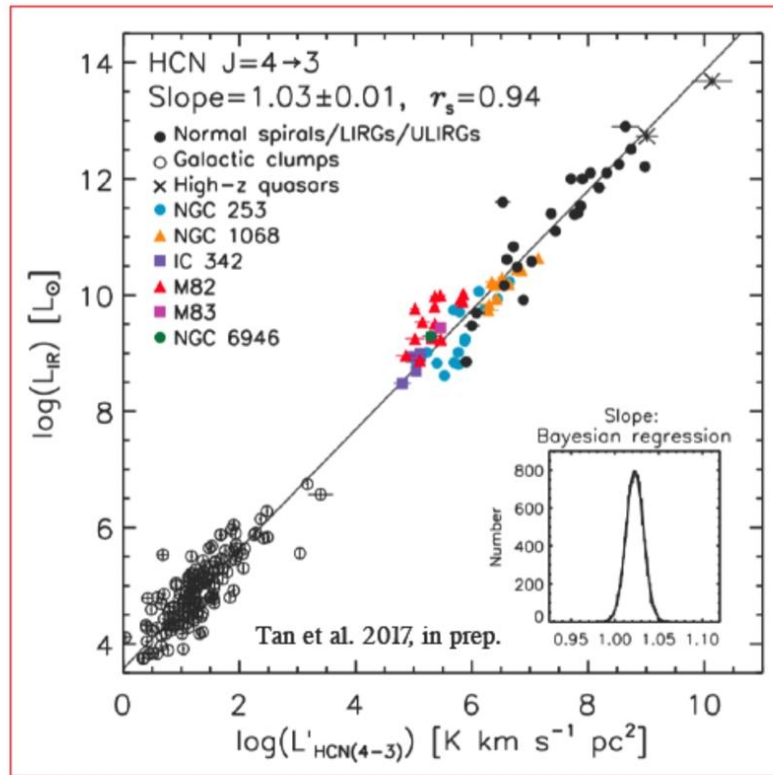 HCN J=4→3
Slope=1.03±0.01, rₛ=0.94
Normal spirals/LIRGs/ULIRGs
Galactic clumps
High-z quasars
NGC 253
NGC 1068
IC 342
M82
M83
NGC 6946
14
12
10
8
6
4
log(L_IR) [L_⊙]
Slope:
Bayesian regression
800
600
400
200
0
Number
0.95 1.00 1.05 1.10
Tan et al. 2017, in prep.
0 2 4 6 8 10
log(L'_HCN(4−3)) [K km s⁻¹ pc²]